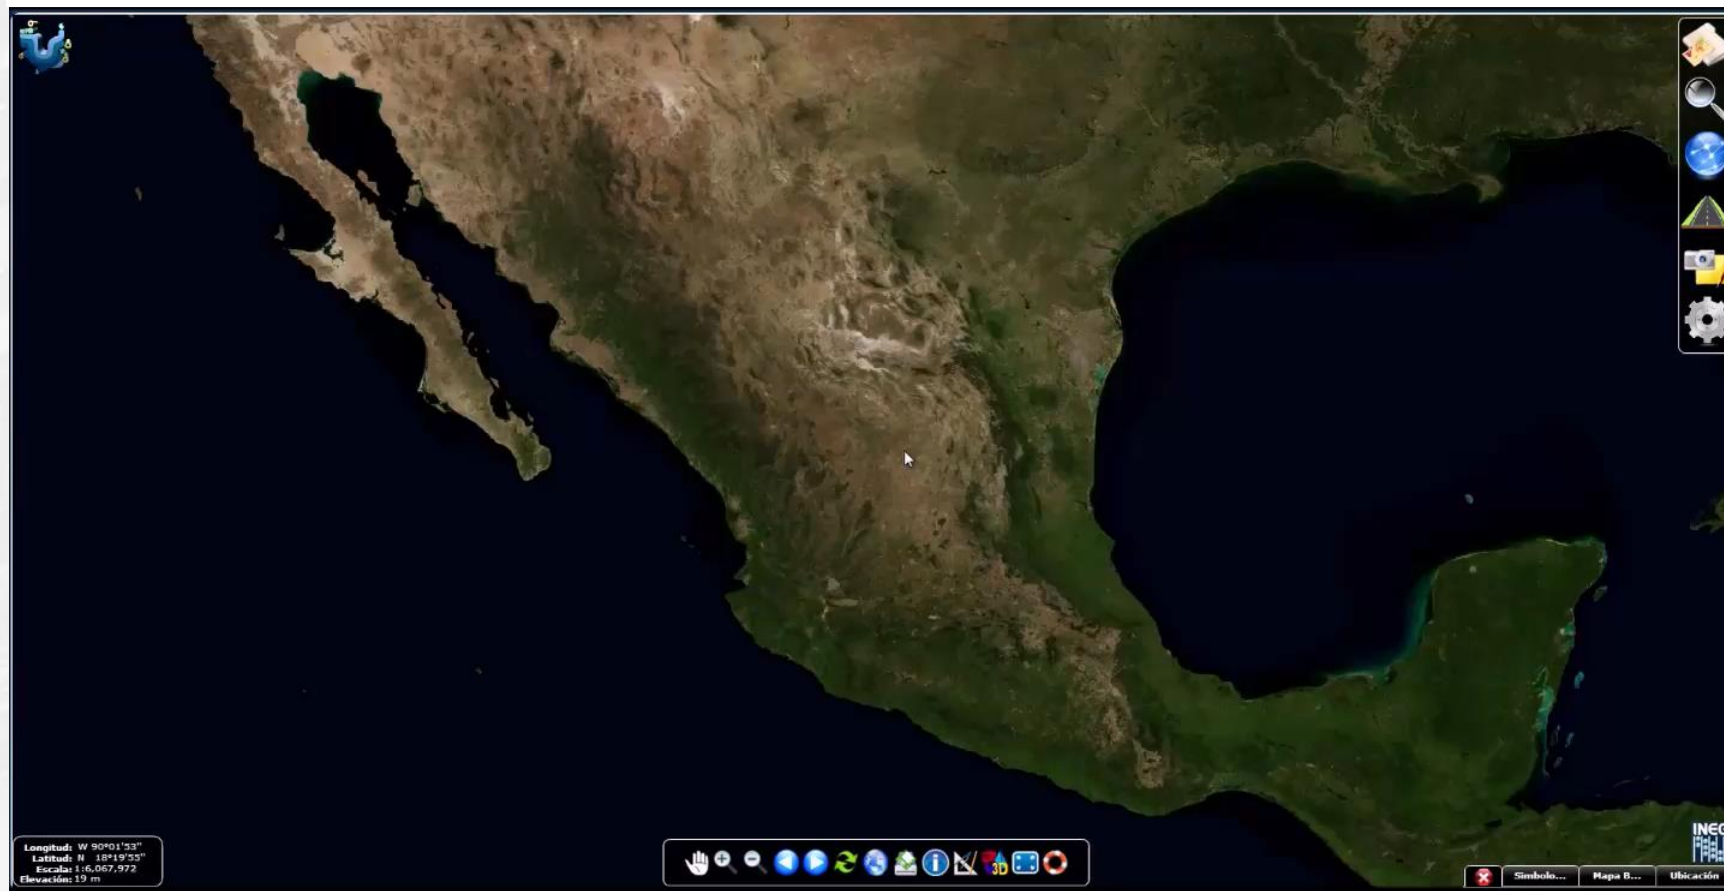 Longitud: W 90°01'53"
Latitud: N 18°19'55"
Escala: 1:6,067,972
Elevación: 19 m
3D
INEG
Simbolo...
Mapa B...
Ubicación